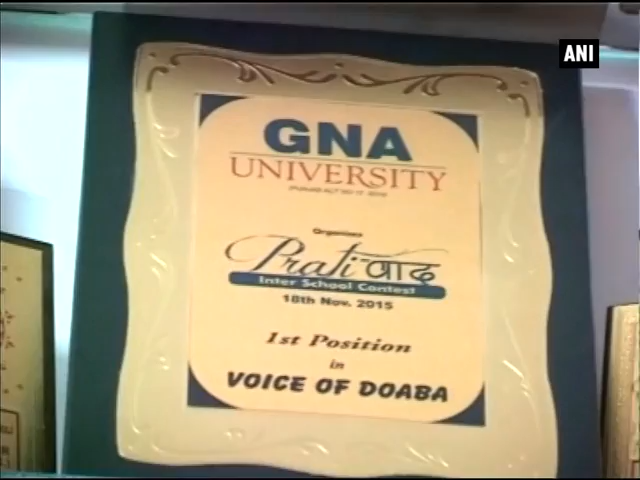 ANI
GNA
UNIVERSITY
Organises
Prati-वाद
Inter School Contest
18th Nov. 2015
1st Position
in
VOICE OF DOABA